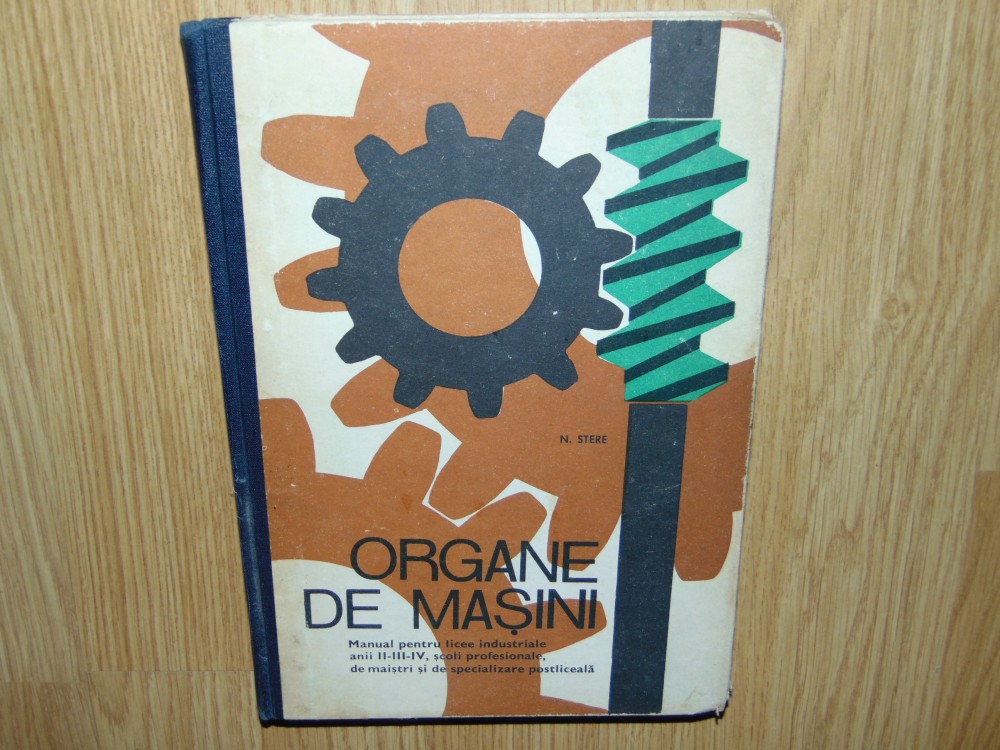 N. STERE
ORGANE
DE MAȘINI
Manual pentru licee industriale
anii II-III-IV, școli profesionale,
de maiștri și de specializare postliceală